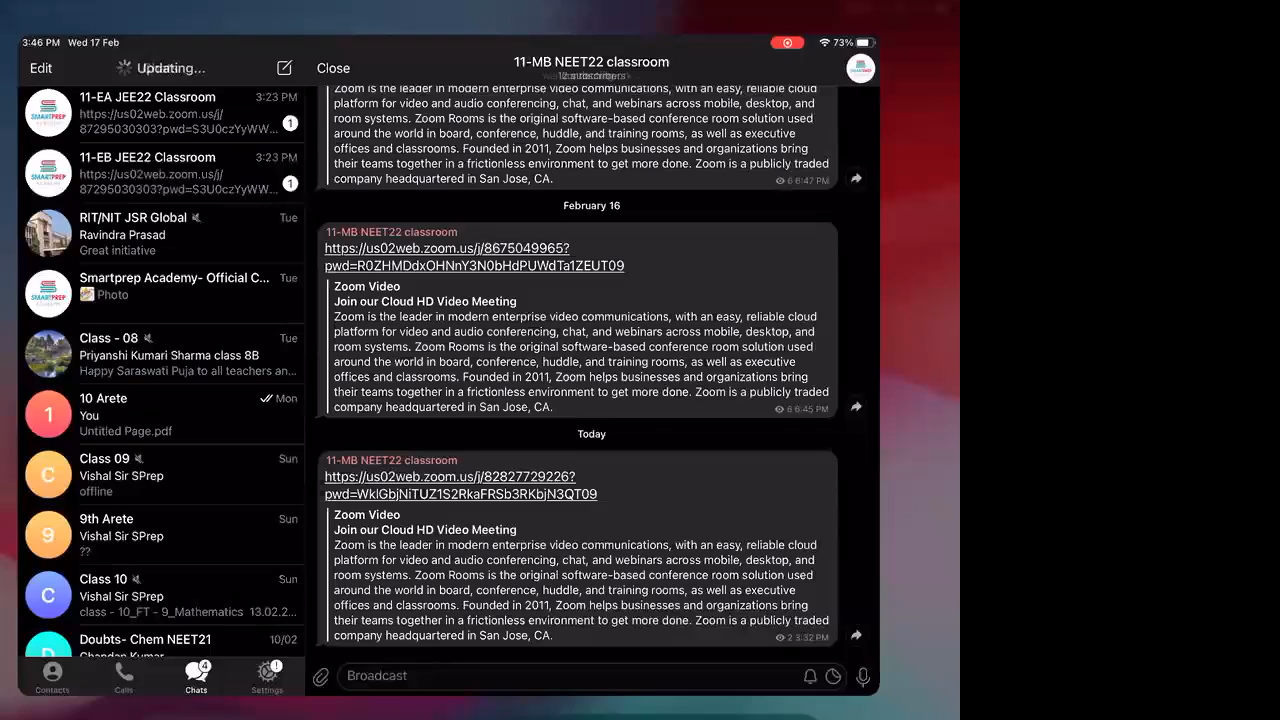 3:46 PM Wed 17 Feb
73%
Edit
Updating...
Close
11-MB NEET22 classroom
12 subscribers
11-EA JEE22 Classroom 3:23 PM
https://us02web.zoom.us/j/
87295030303?pwd=S3U0czYyWW... 1
11-EB JEE22 Classroom 3:23 PM
https://us02web.zoom.us/j/
87295030303?pwd=S3U0czYyWW... 1
RIT/NIT JSR Global Tue
Ravindra Prasad
Great initiative
Smartprep Academy- Official C... Tue
Photo
Class - 08 Tue
Priyanshi Kumari Sharma class 8B
Happy Saraswati Puja to all teachers an...
1
10 Arete Mon
You
Untitled Page.pdf
C
Class 09 Sun
Vishal Sir SPrep
offline
9
9th Arete Sun
Vishal Sir SPrep
??
C
Class 10 Sun
Vishal Sir SPrep
class - 10_FT - 9_Mathematics 13.02.2...
D
Doubts- Chem NEET21 10/02
Chandan Kumar
Contacts
Calls
4
Chats
!
Settings
Zoom is the leader in modern enterprise video communications, with an easy, reliable cloud
platform for video and audio conferencing, chat, and webinars across mobile, desktop, and
room systems. Zoom Rooms is the original software-based conference room solution used
around the world in board, conference, huddle, and training rooms, as well as executive
offices and classrooms. Founded in 2011, Zoom helps businesses and organizations bring
their teams together in a frictionless environment to get more done. Zoom is a publicly traded
company headquartered in San Jose, CA.
6 6:47 PM
February 16
11-MB NEET22 classroom
https://us02web.zoom.us/j/8675049965?
pwd=R0ZHMDdxOHNnY3N0bHdPUWdTa1ZEUT09
Zoom Video
Join our Cloud HD Video Meeting
Zoom is the leader in modern enterprise video communications, with an easy, reliable cloud
platform for video and audio conferencing, chat, and webinars across mobile, desktop, and
room systems. Zoom Rooms is the original software-based conference room solution used
around the world in board, conference, huddle, and training rooms, as well as executive
offices and classrooms. Founded in 2011, Zoom helps businesses and organizations bring
their teams together in a frictionless environment to get more done. Zoom is a publicly traded
company headquartered in San Jose, CA.
6 6:45 PM
Today
11-MB NEET22 classroom
https://us02web.zoom.us/j/82827729226?
pwd=WklGbjNiTUZ1S2RkaFRSb3RKbjN3QT09
Zoom Video
Join our Cloud HD Video Meeting
Zoom is the leader in modern enterprise video communications, with an easy, reliable cloud
platform for video and audio conferencing, chat, and webinars across mobile, desktop, and
room systems. Zoom Rooms is the original software-based conference room solution used
around the world in board, conference, huddle, and training rooms, as well as executive
offices and classrooms. Founded in 2011, Zoom helps businesses and organizations bring
their teams together in a frictionless environment to get more done. Zoom is a publicly traded
company headquartered in San Jose, CA.
2 3:32 PM
Broadcast